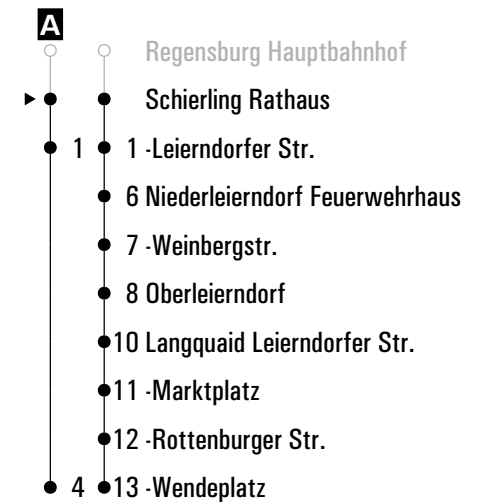 A
Regensburg Hauptbahnhof
Schierling Rathaus
1 1 -Leierndorfer Str.
6 Niederleierndorf Feuerwehrhaus
7 -Weinbergstr.
8 Oberleierndorf
10 Langquaid Leierndorfer Str.
11 -Marktplatz
12 -Rottenburger Str.
4 13 -Wendeplatz